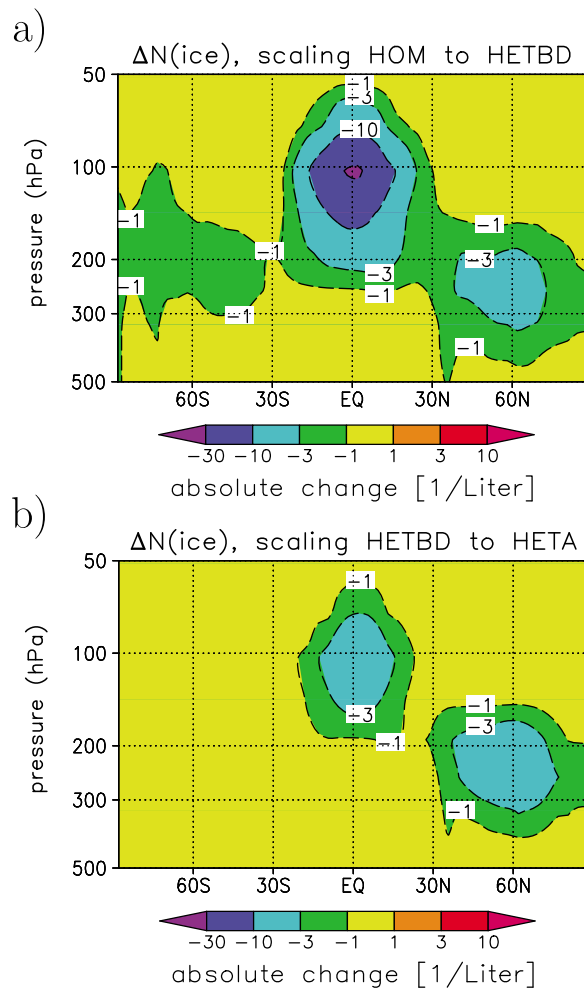 a)
ΔN(ice), scaling HOM to HETBD
50
100
200
300
500
pressure (hPa)
-1
-3
-10
-1
-1
-1
-3
-1
-1
-1
-3
-1
60S 30S EQ 30N 60N
-30 -10 -3 -1 1 3 10
absolute change [1/Liter]
b)
ΔN(ice), scaling HETBD to HETA
50
100
200
300
500
pressure (hPa)
-1
-3
-1
-1
-3
-1
60S 30S EQ 30N 60N
-30 -10 -3 -1 1 3 10
absolute change [1/Liter]